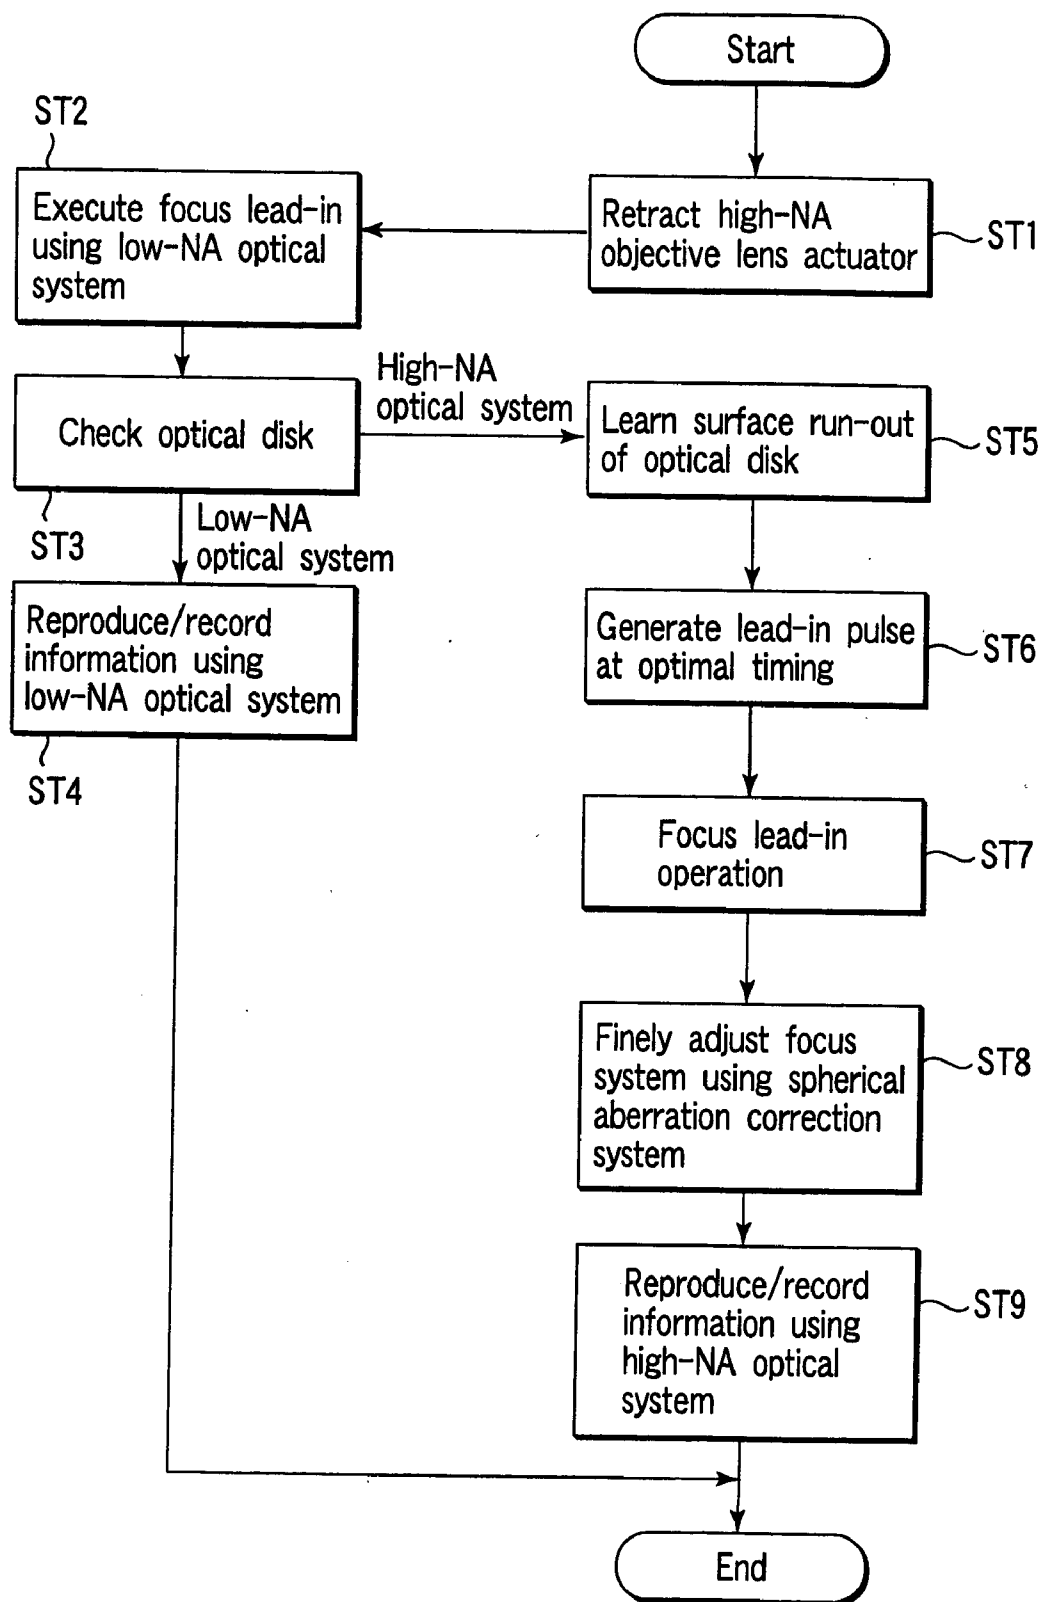 Start
ST1
Retract high-NA
objective lens actuator
ST2
Execute focus lead-in
using low-NA optical
system
Check optical disk
ST3
High-NA
optical system
Low-NA
optical system
Reproduce/record
information using
low-NA optical system
ST4
Learn surface run-out
of optical disk
ST5
Generate lead-in pulse
at optimal timing
ST6
Focus lead-in
operation
ST7
Finely adjust focus
system using spherical
aberration correction
system
ST8
Reproduce/record
information using
high-NA optical
system
ST9
End